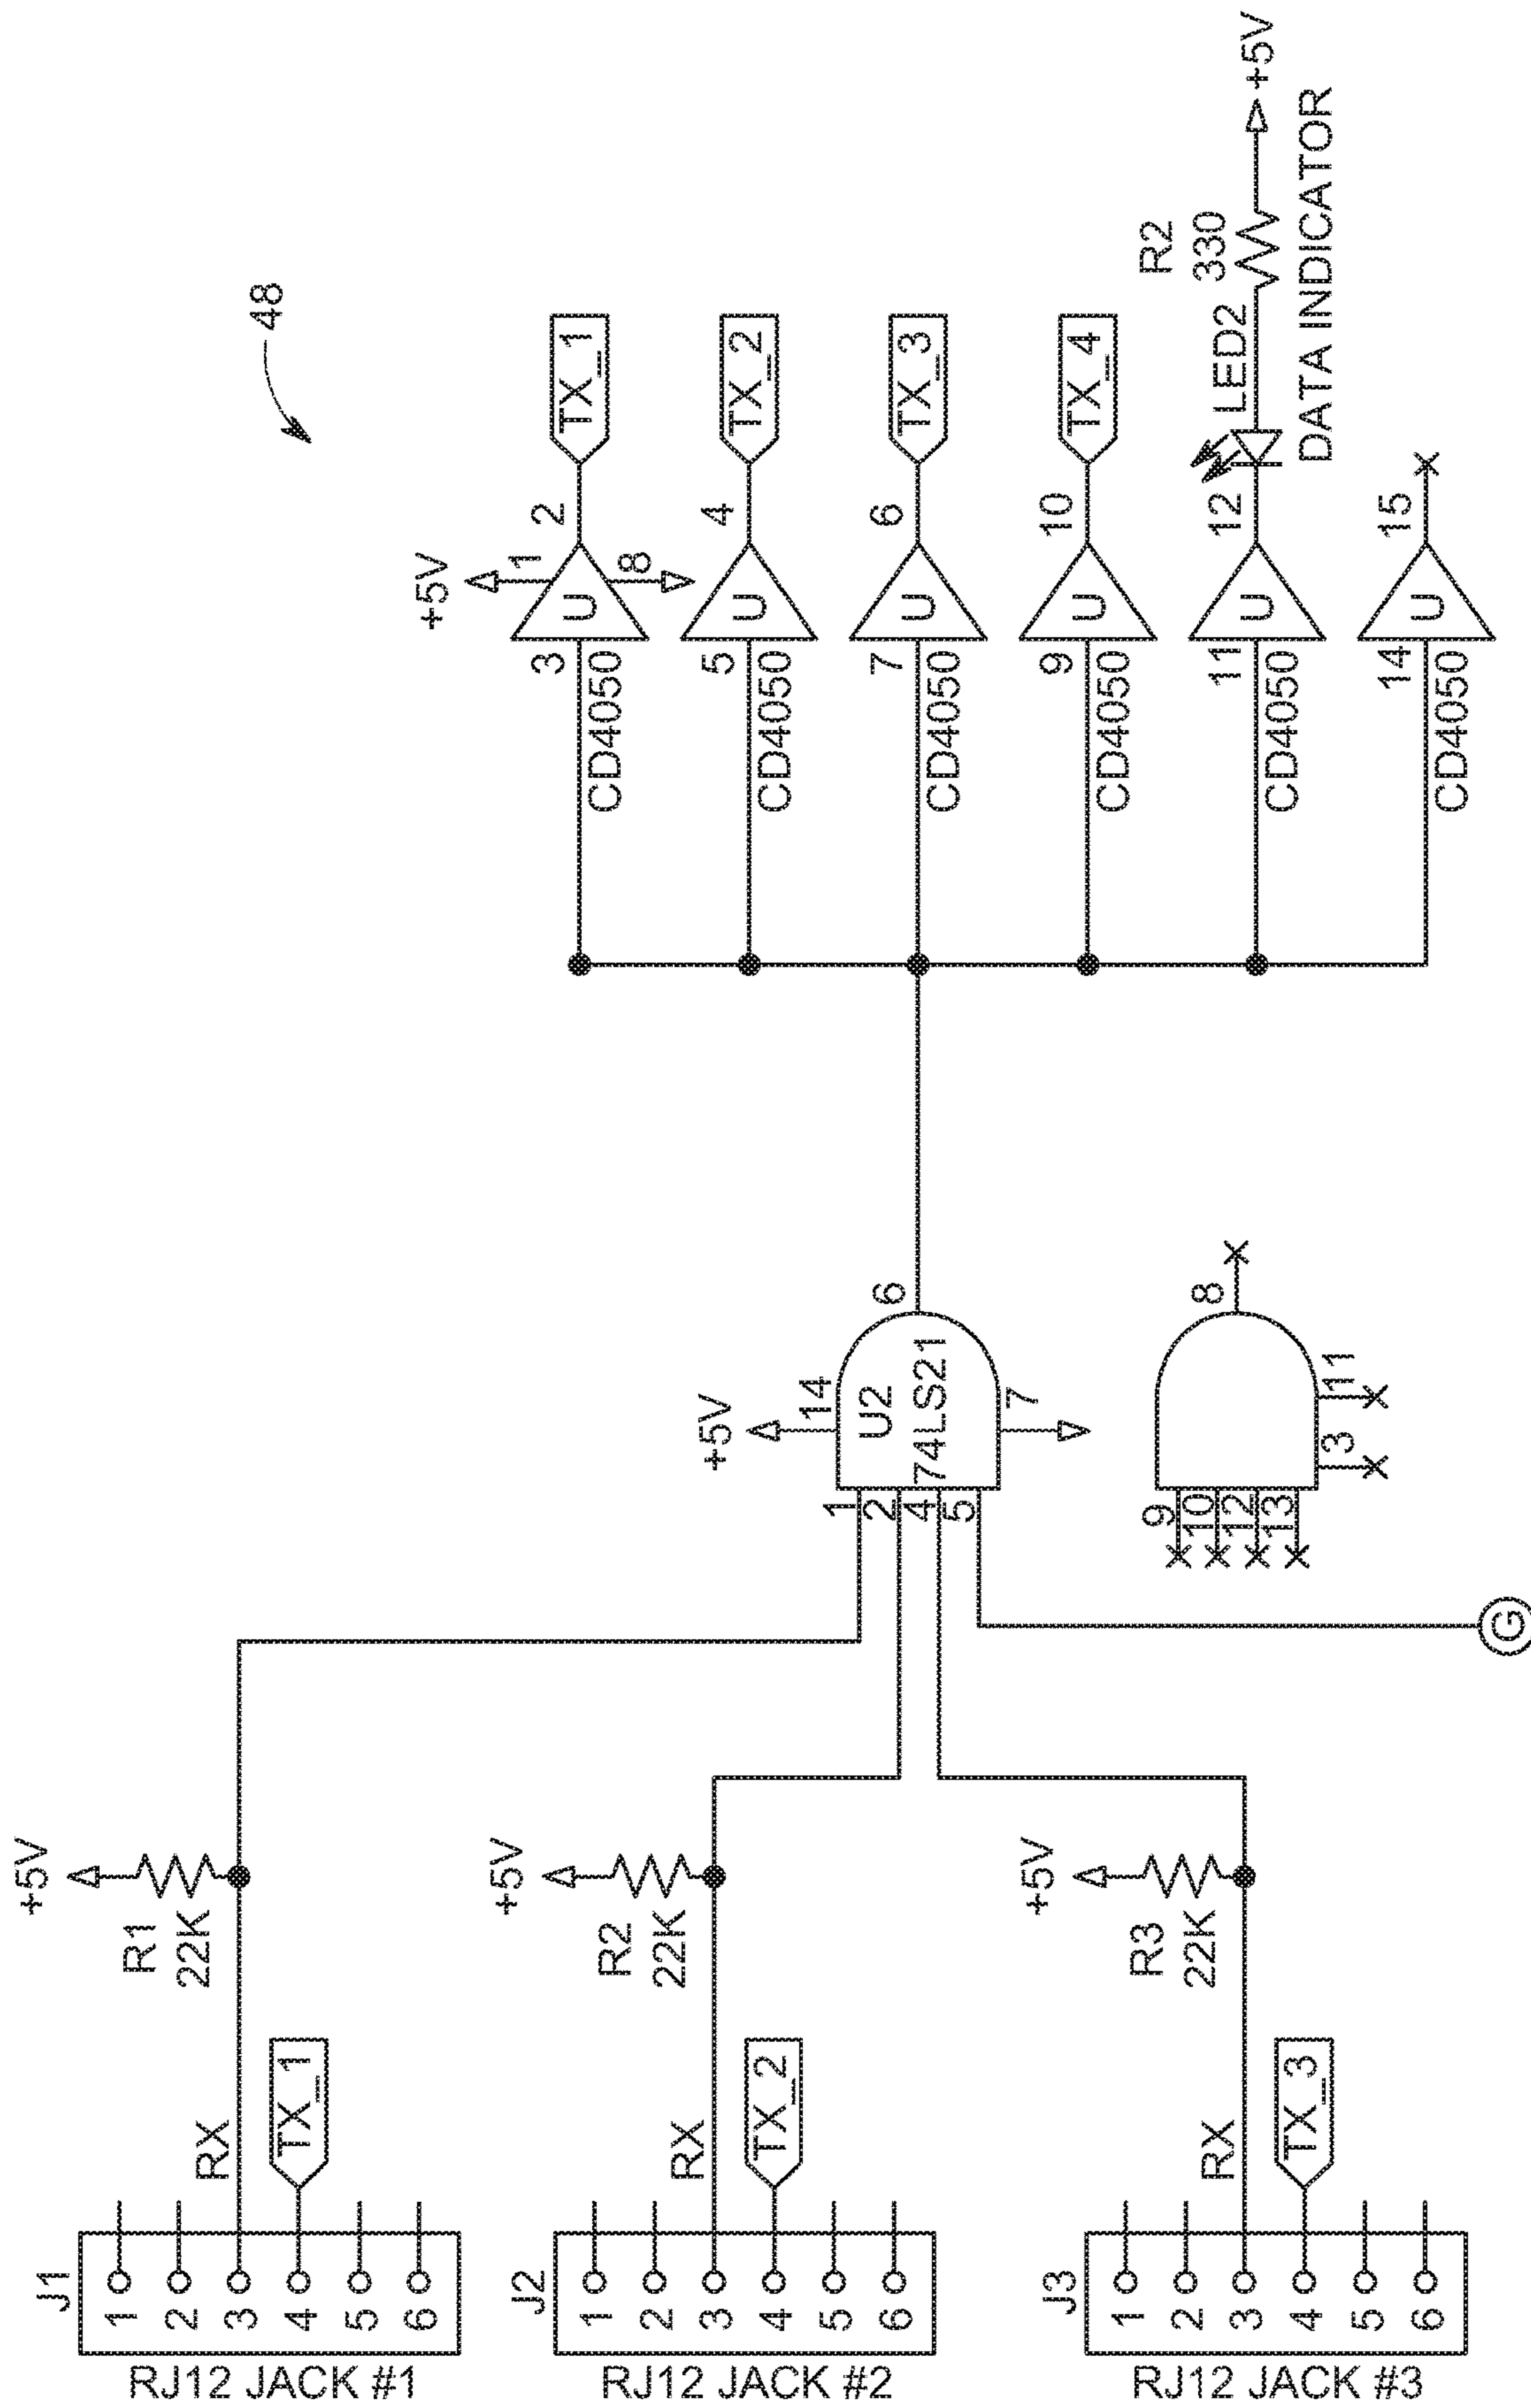 48
J1
RJ12 JACK #1
1
2
3
4
5
6
RX
TX_1
+5V
R1
22K
J2
RJ12 JACK #2
1
2
3
4
5
6
RX
TX_2
+5V
R2
22K
J3
RJ12 JACK #3
1
2
3
4
5
6
RX
TX_3
+5V
R3
22K
+5V
14
1
2
4
5
U2
74LS21
6
7
G
9
10
12
13
8
3
11
+5V
1
3
U
2
8
CD4050
TX_1
5
U
4
CD4050
TX_2
7
U
6
CD4050
TX_3
9
U
10
CD4050
TX_4
11
U
12
CD4050
LED2
R2
330
+5V
DATA INDICATOR
14
U
15
CD4050